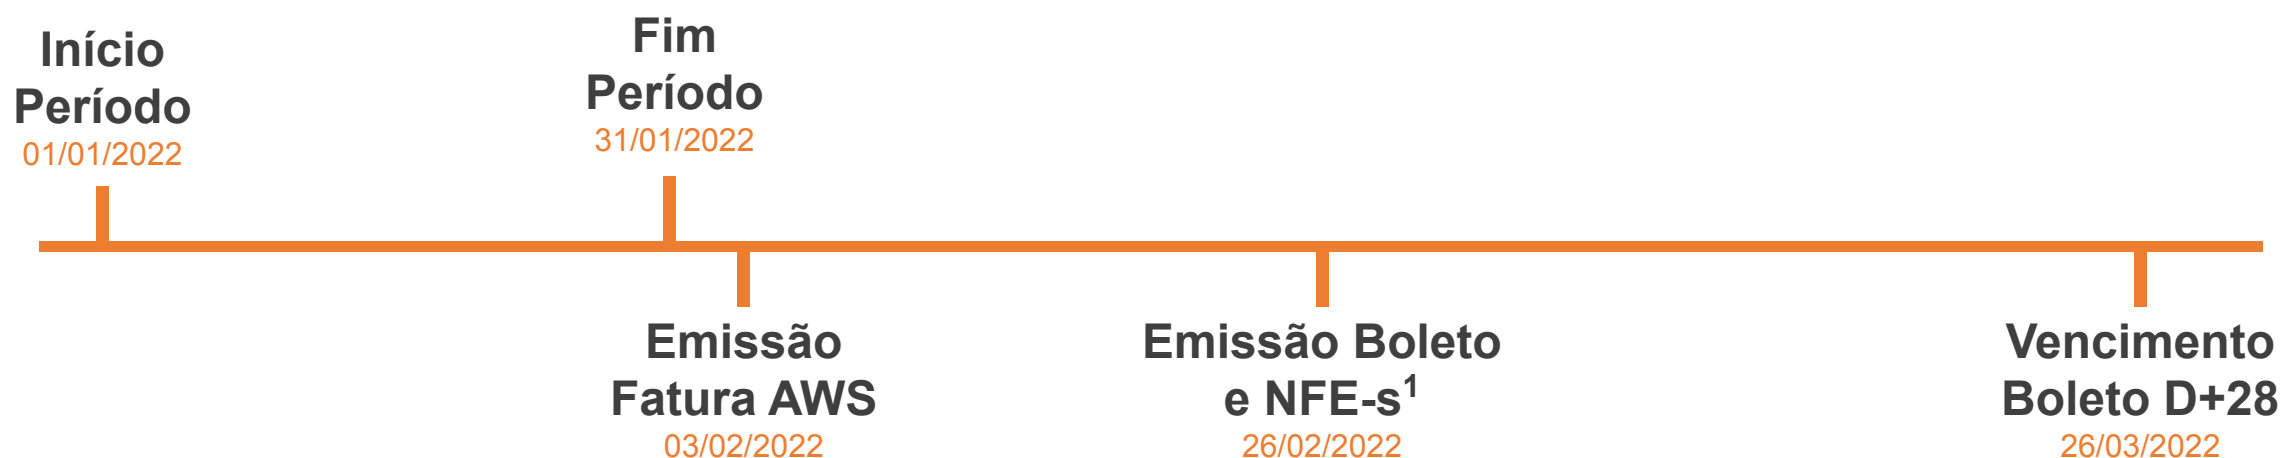 Início
Período
01/01/2022
Fim
Período
31/01/2022
Emissão
Fatura AWS
03/02/2022
Emissão Boleto
e NFE-s¹
26/02/2022
Vencimento
Boleto D+28
26/03/2022